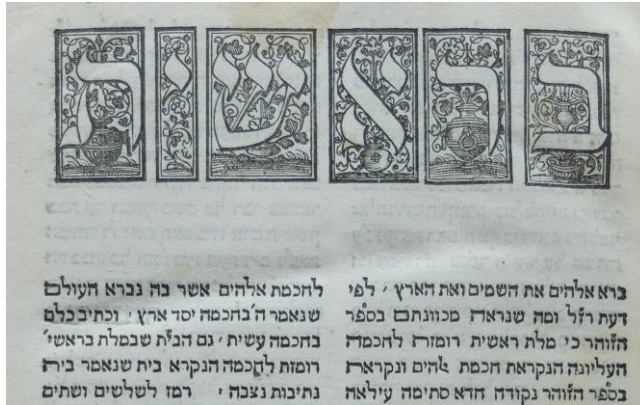 בראשית
ברא אלהים את השמים ואת הארץ ׳ לפי
דעת רז׳ל ומה שנראה מכוונתם בספר
הזוהר כי מלת ראשית רומזת לחכמה
העליונה הנקראת חכמת אלהים ונקראת
בספר הזוהר נקודה חדא סתימה עילאה
לחכמת אלהים אשר בה נברא העולם
שנאמר ה׳בחכמה יסד ארץ ׳ וכתיב כלם
בחכמה עשית ׳ גם הבי׳ת שבמלת בראשי׳
רומזת לחכמה הנקרא בית שנאמר בית
נתיבות נצבה ׳ רמז לשלשים ושתים